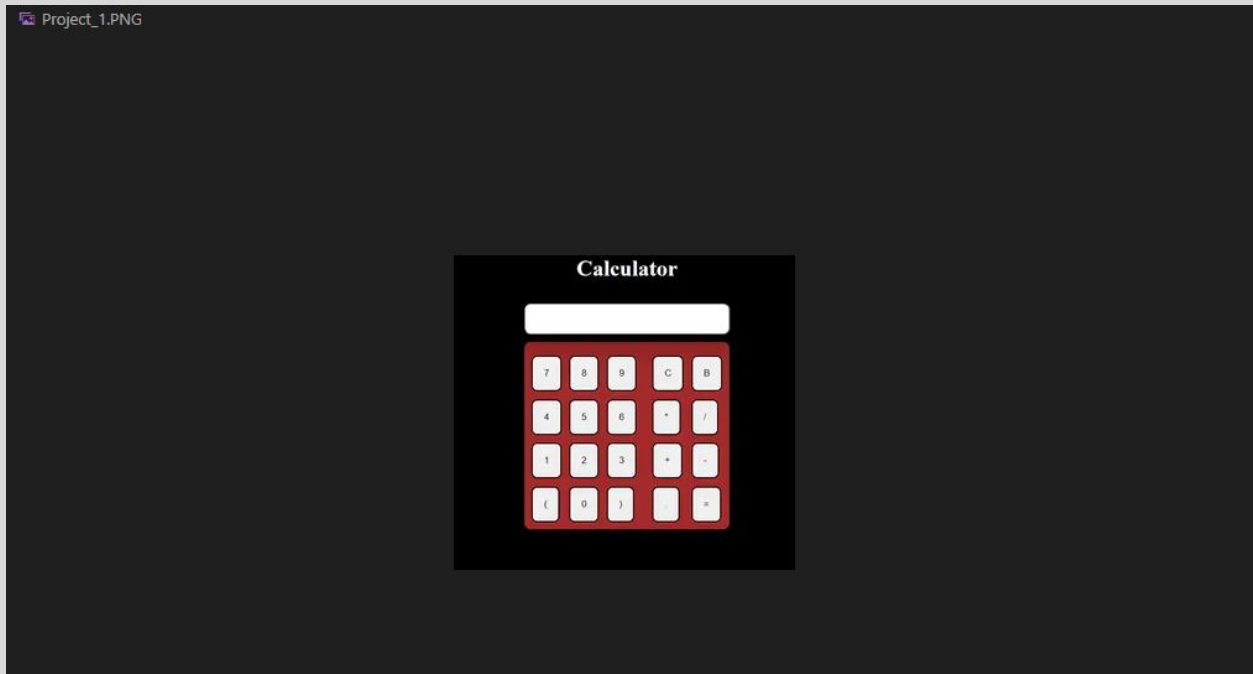 Project_1.PNG
Calculator
7 8 9 C B
4 5 6 * /
1 2 3 + -
( 0 ) . =